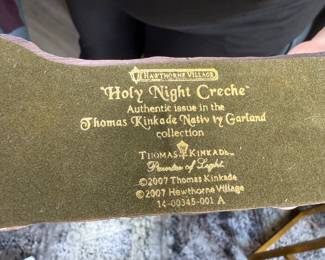 HAWTHORNE VILLAGE
"Holy Night Creche"
Authentic issue in the
Thomas Kinkade Nativity Garland
collection
THOMAS KINKADE
Painter of Light
©2007 Thomas Kinkade
©2007 Hawthorne Village
14-00345-001 A